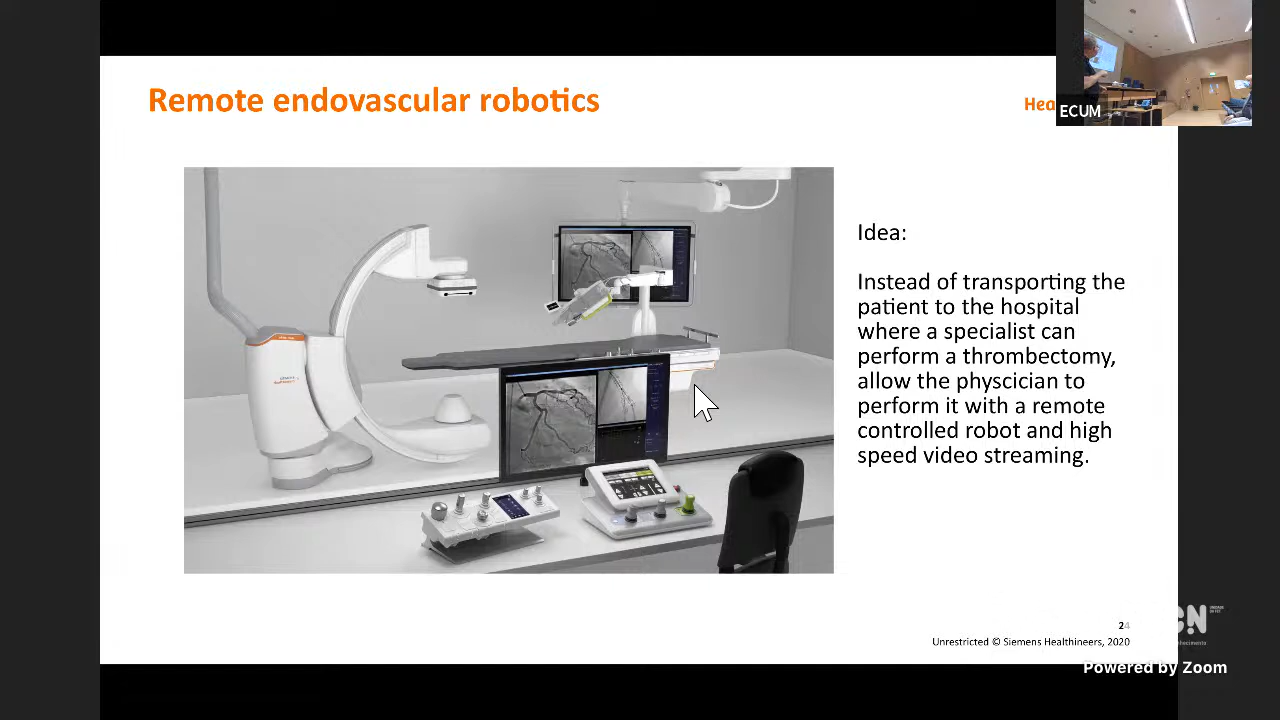 Remote endovascular robotics
Hea
ECUM
Idea:
Instead of transporting the
patient to the hospital
where a specialist can
perform a thrombectomy,
allow the physcician to
perform it with a remote
controlled robot and high
speed video streaming.
24
Unrestricted © Siemens Healthineers, 2020
Powered by Zoom